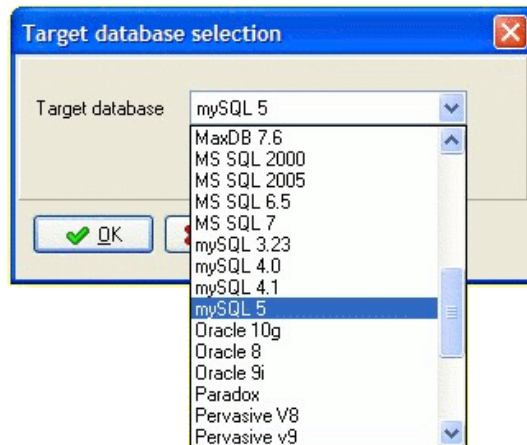 Target database selection
Target database
mySQL 5
MaxDB 7.6
MS SQL 2000
MS SQL 2005
MS SQL 6.5
MS SQL 7
mySQL 3.23
mySQL 4.0
mySQL 4.1
mySQL 5
Oracle 10g
Oracle 8
Oracle 9i
Paradox
Pervasive V8
Pervasive v9
OK